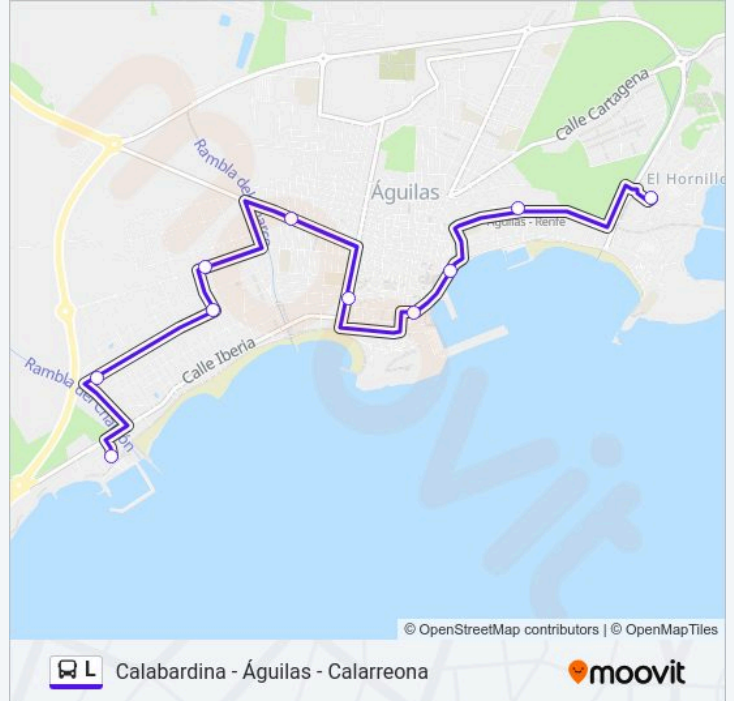 Calle Cartagena
Rambla del
El Hornillo
Águilas
Águilas - Renfe
Calle Iberia
Rambla del Charcón
moovit
© OpenStreetMap contributors | © OpenMapTiles
L
Calabardina - Águilas - Calarreona
moovit